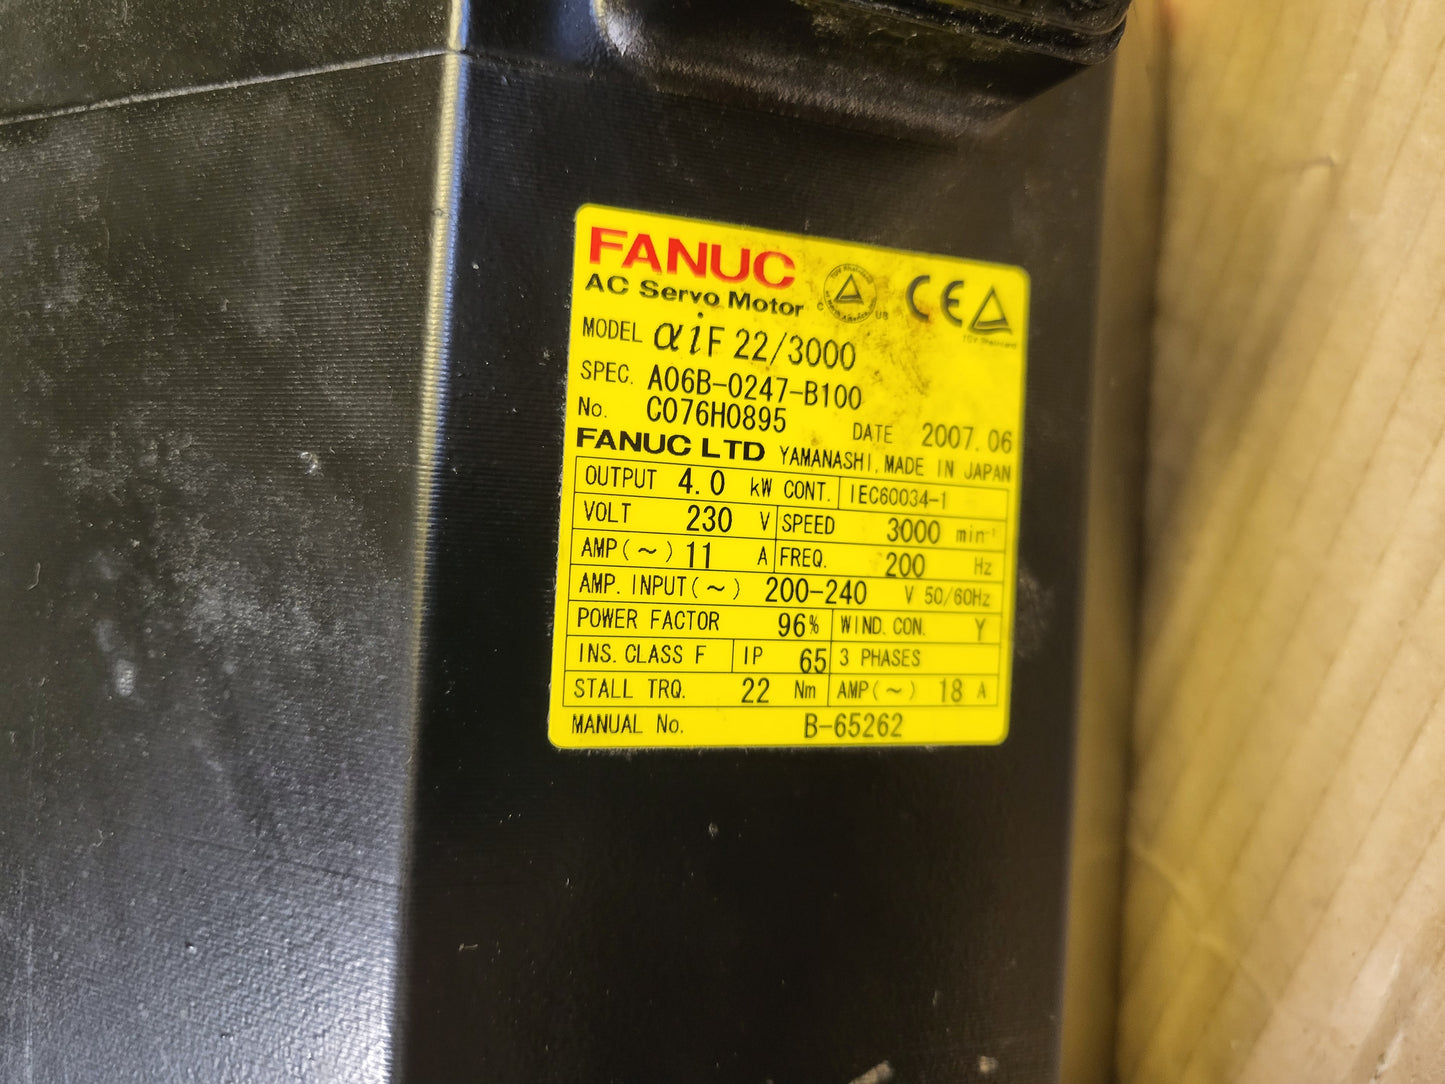 FANUC
AC Servo Motor
C US
MODEL αiF 22/3000
SPEC. A06B-0247-B100
No. C076H0895
DATE 2007.06
FANUC LTD YAMANASHI, MADE IN JAPAN
OUTPUT 4.0 kW CONT. IEC60034-1
VOLT 230 V SPEED 3000 min⁻¹
AMP(~) 11 A FREQ. 200 Hz
AMP. INPUT(~) 200-240 V 50/60Hz
POWER FACTOR 96% WIND. CON. Y
INS. CLASS F IP 65 3 PHASES
STALL TRQ. 22 Nm AMP(~) 18 A
MANUAL No. B-65262